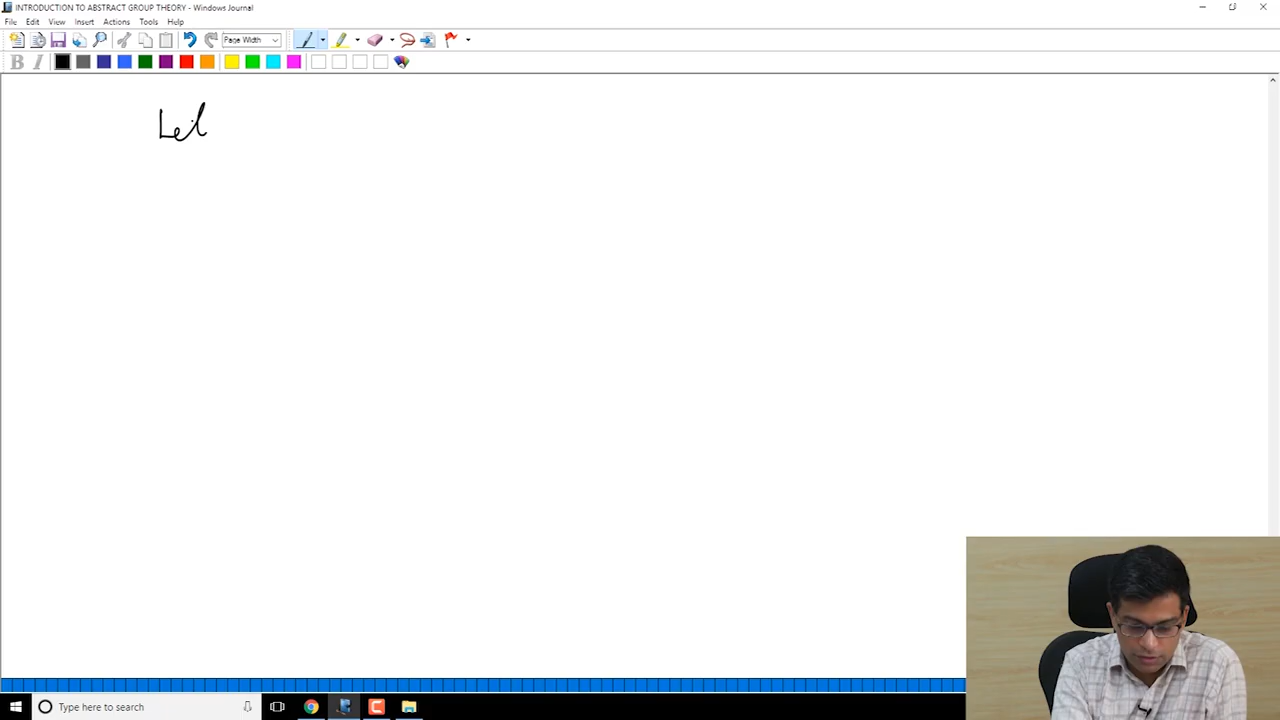 INTRODUCTION TO ABSTRACT GROUP THEORY - Windows Journal
File Edit View Insert Actions Tools Help
Page Width
B I
Let
Type here to search